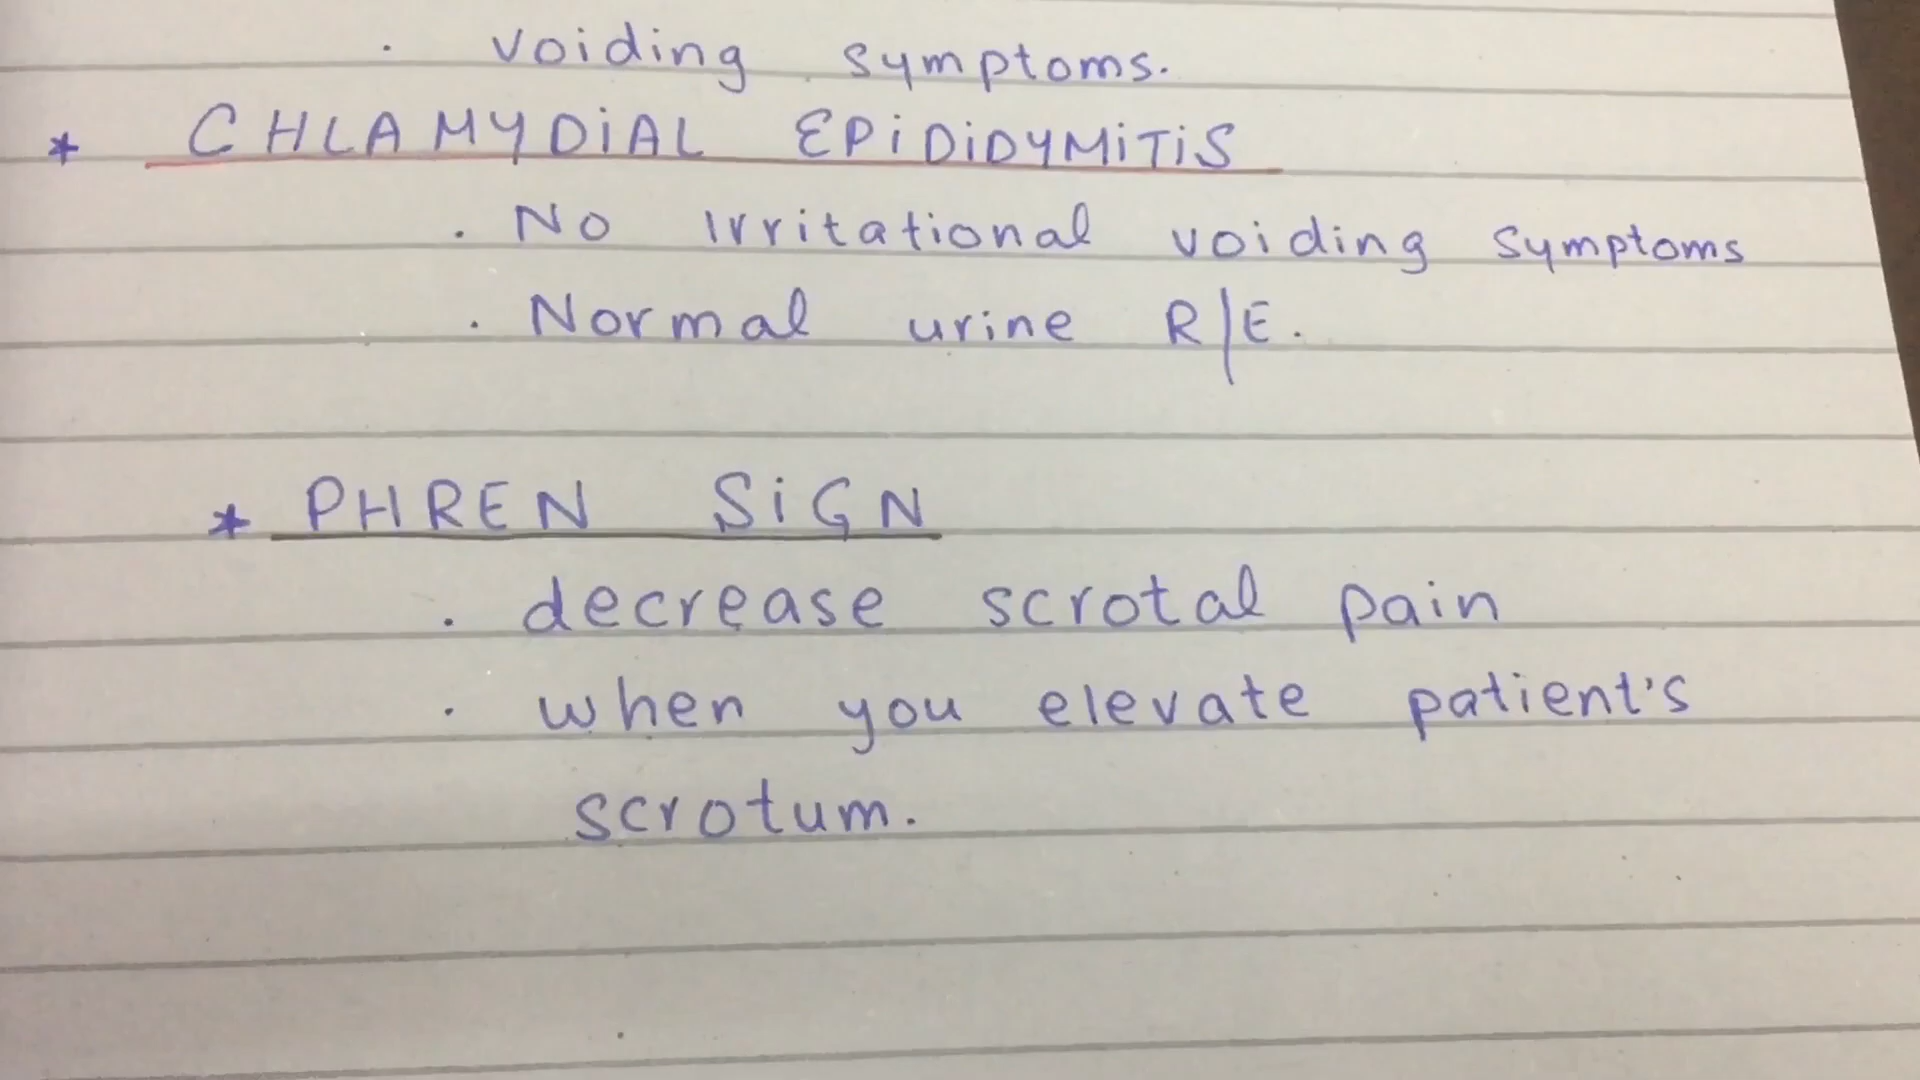 . voiding symptoms.
* CHLAMYDiAL EPiDiDYMiTiS
. No Irritational voiding Symptoms
. Normal urine R/E.
* PHREN SiGN
. decrease scrotal pain
. when you elevate patient's
scrotum.